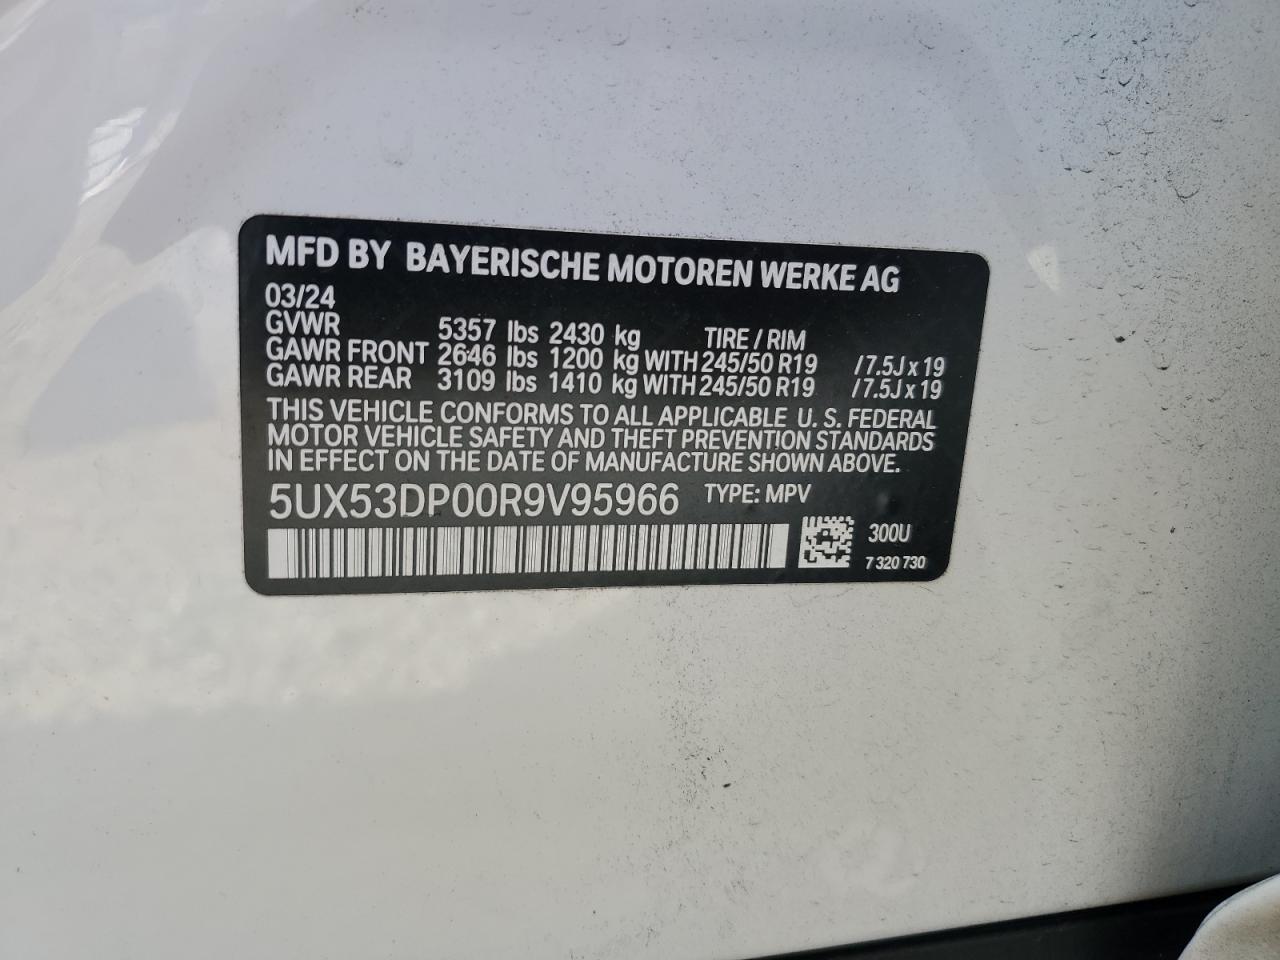 MFD BY BAYERISCHE MOTOREN WERKE AG
03/24
GVWR 5357 lbs 2430 kg TIRE / RIM
GAWR FRONT 2646 lbs 1200 kg WITH 245/50 R19 / 7.5J x 19
GAWR REAR 3109 lbs 1410 kg WITH 245/50 R19 / 7.5J x 19
THIS VEHICLE CONFORMS TO ALL APPLICABLE U. S. FEDERAL
MOTOR VEHICLE SAFETY AND THEFT PREVENTION STANDARDS
IN EFFECT ON THE DATE OF MANUFACTURE SHOWN ABOVE.
5UX53DP00R9V95966 TYPE: MPV
300U
7 320 730